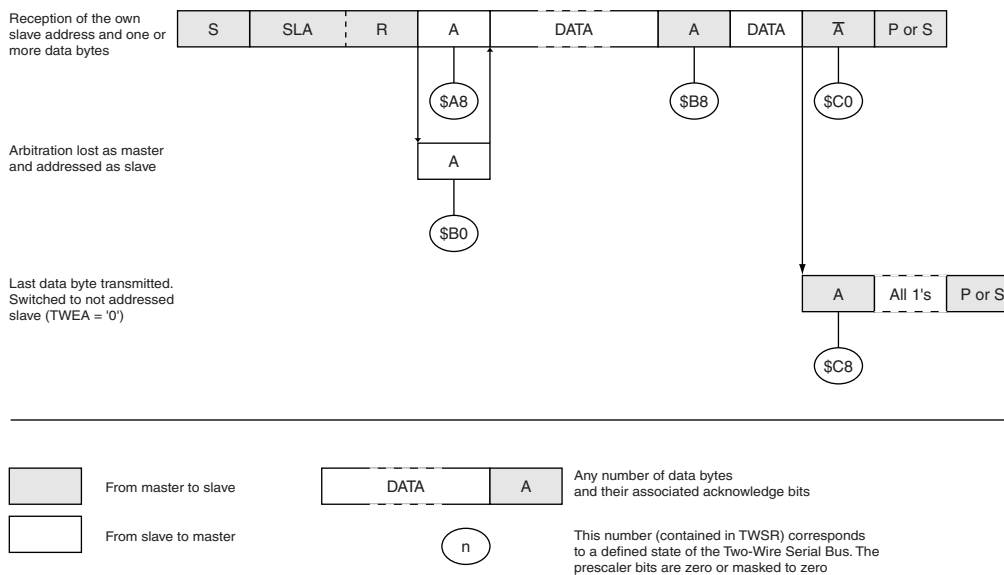 Reception of the own
slave address and one or
more data bytes
S SLA R A DATA A DATA A̅ P or S
$A8 $B8 $C0
Arbitration lost as master
and addressed as slave
A
$B0
Last data byte transmitted.
Switched to not addressed
slave (TWEA = '0')
A All 1's P or S
$C8
From master to slave
DATA A
Any number of data bytes
and their associated acknowledge bits
From slave to master
n
This number (contained in TWSR) corresponds
to a defined state of the Two-Wire Serial Bus. The
prescaler bits are zero or masked to zero